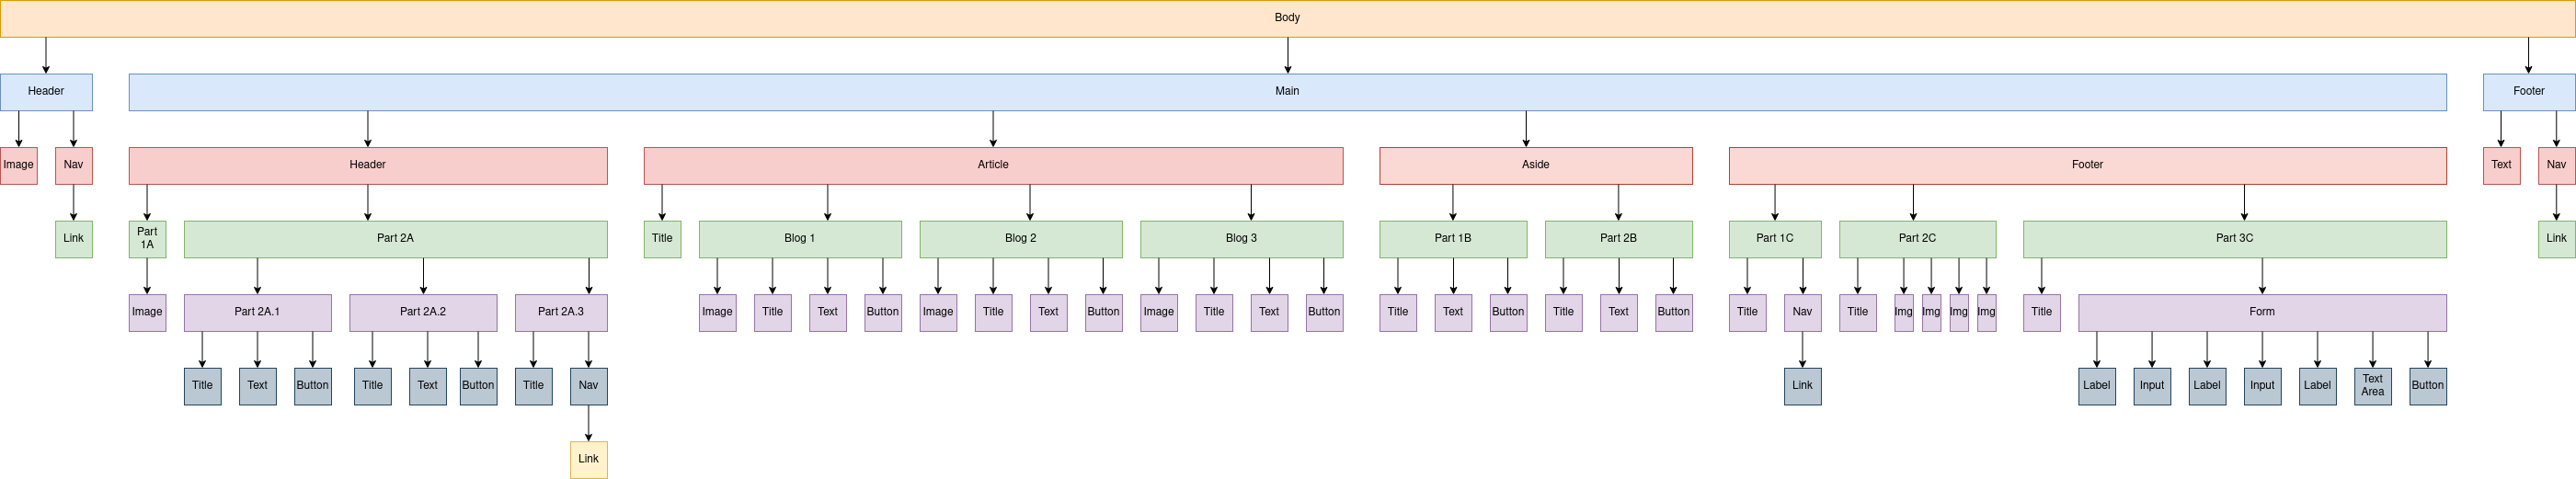 Body
Header
Main
Footer
Image
Nav
Header
Article
Aside
Footer
Text
Nav
Link
Part
1A
Part 2A
Title
Blog 1
Blog 2
Blog 3
Part 1B
Part 2B
Part 1C
Part 2C
Part 3C
Link
Image
Part 2A.1
Part 2A.2
Part 2A.3
Image
Title
Text
Button
Image
Title
Text
Button
Image
Title
Text
Button
Title
Text
Button
Title
Text
Button
Title
Nav
Title
Img
Img
Img
Img
Title
Form
Title
Text
Button
Title
Text
Button
Title
Nav
Link
Label
Input
Label
Input
Label
Text
Area
Button
Link